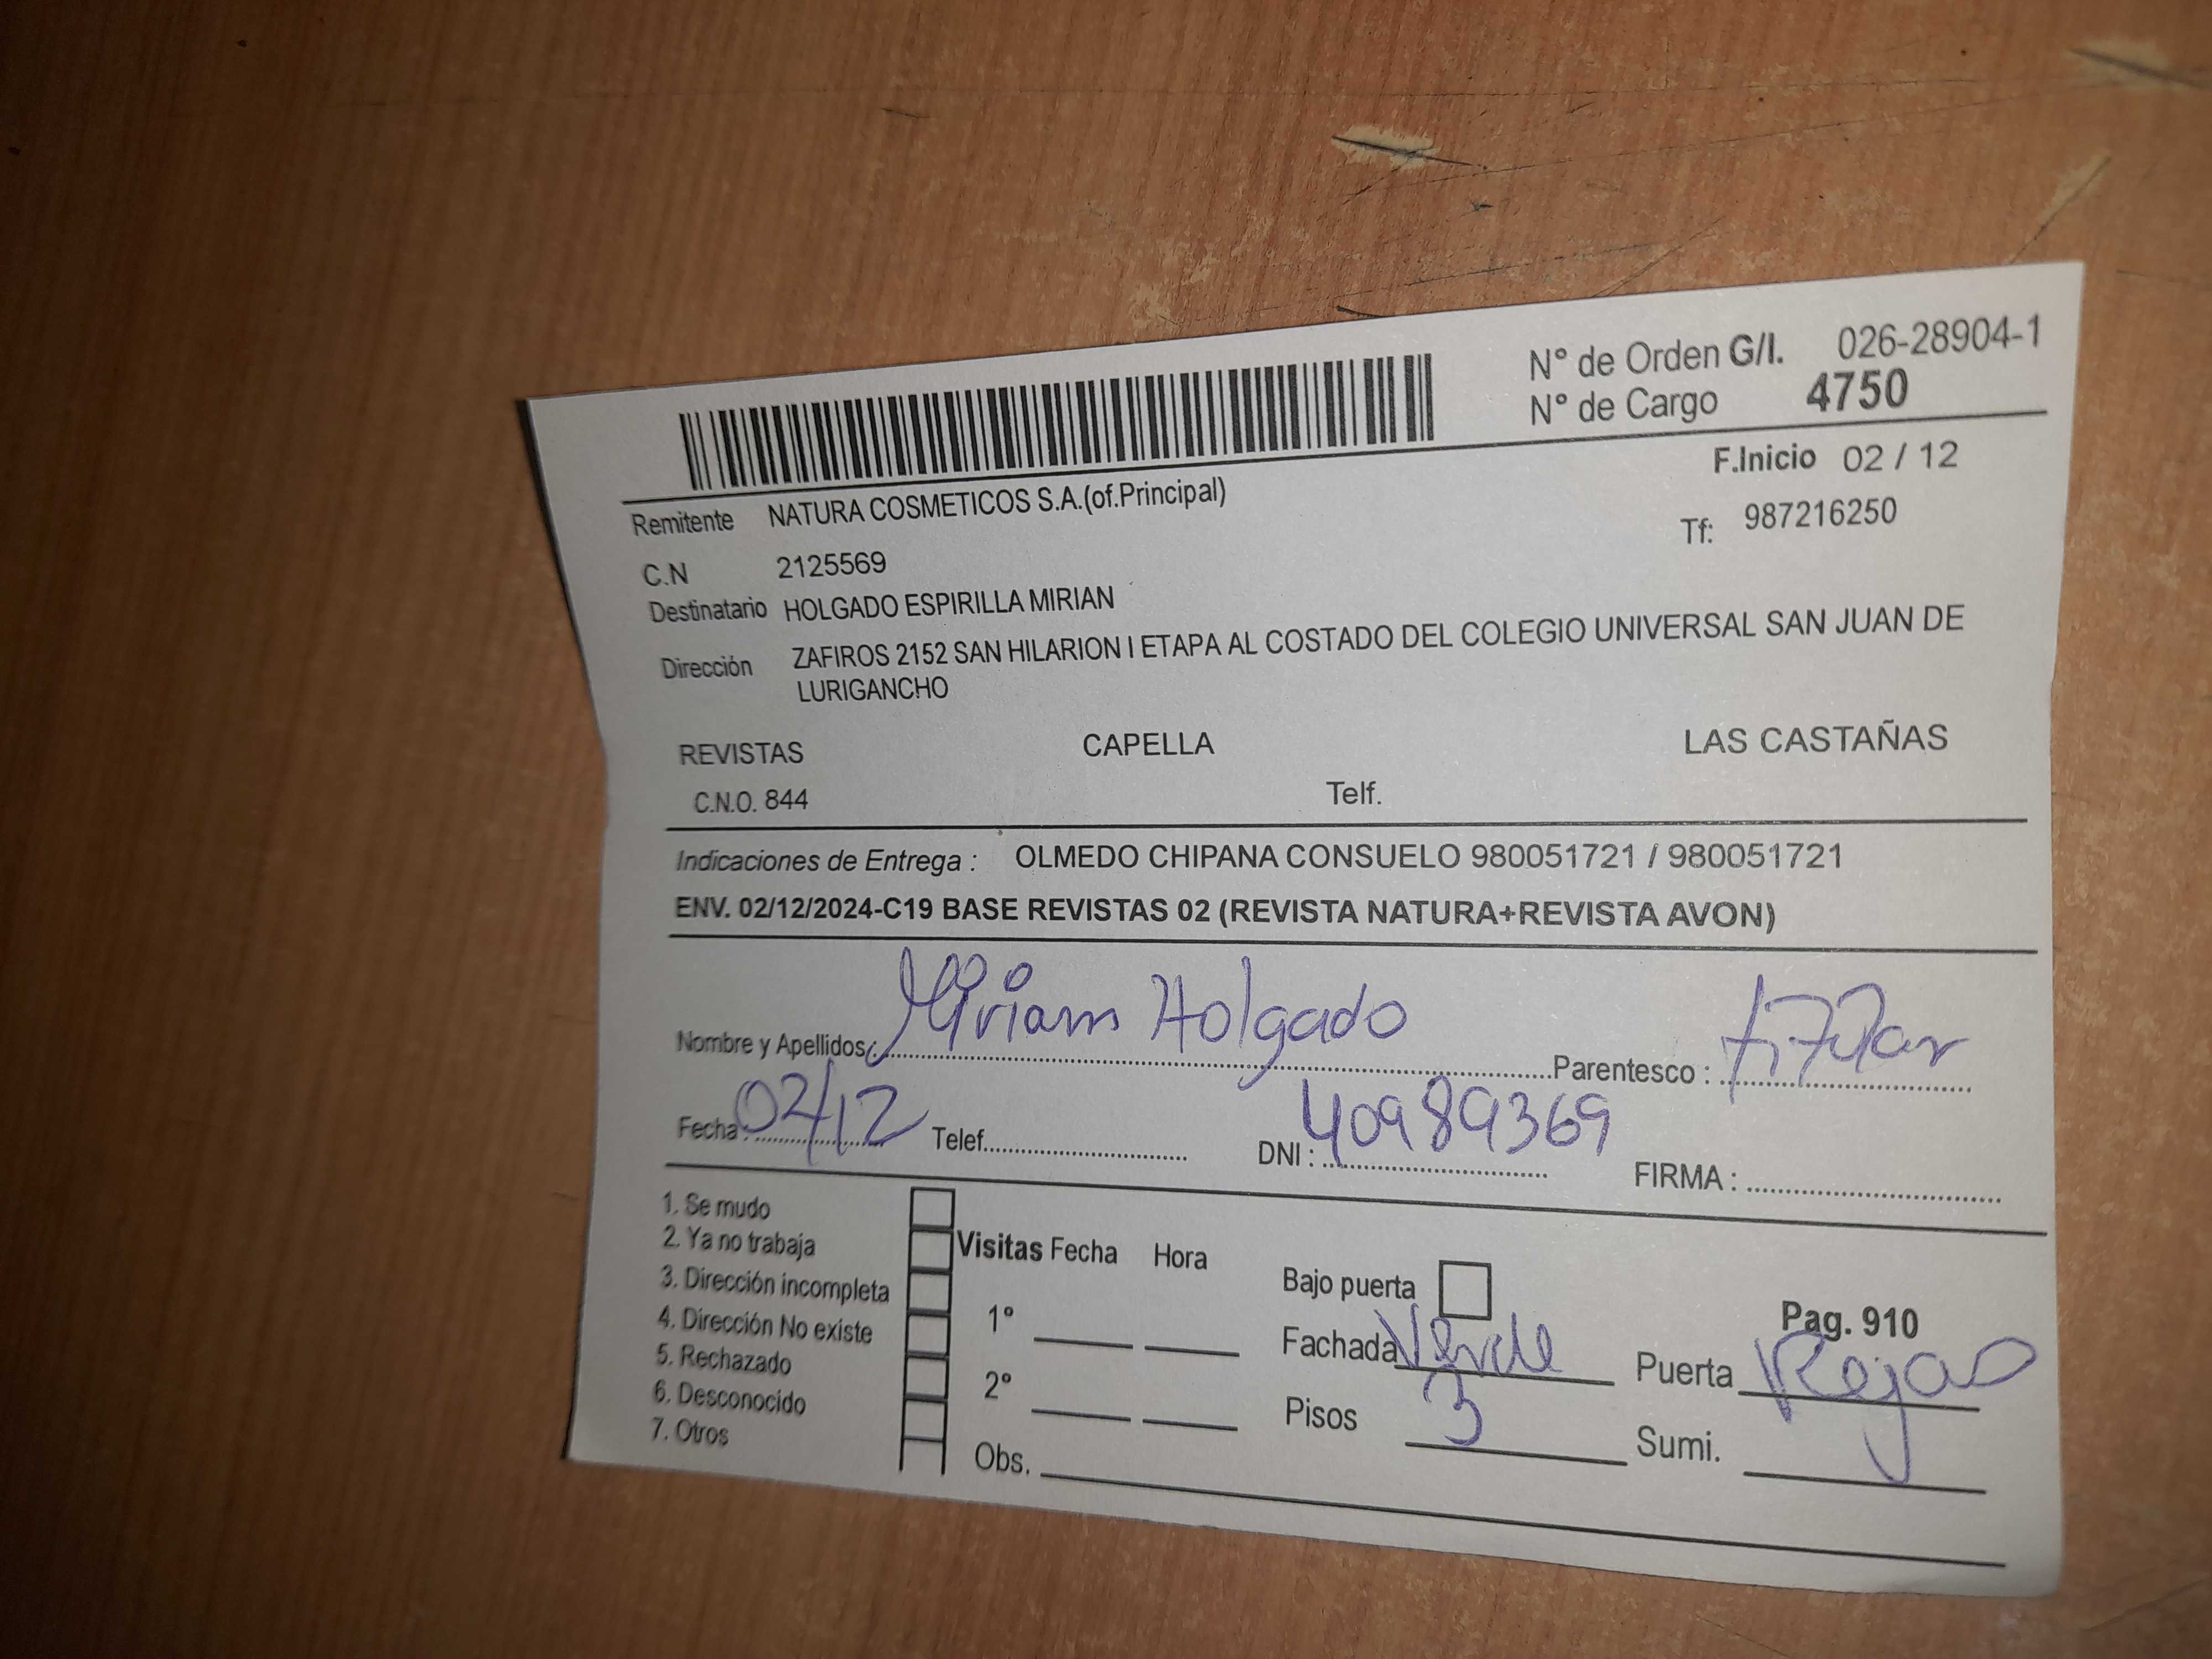 N° de Orden G/I. 026-28904-1
N° de Cargo 4750
F.Inicio 02 / 12
Remitente NATURA COSMETICOS S.A.(of.Principal)
Tf: 987216250
C.N 2125569
Destinatario HOLGADO ESPIRILLA MIRIAN
Dirección ZAFIROS 2152 SAN HILARION I ETAPA AL COSTADO DEL COLEGIO UNIVERSAL SAN JUAN DE
LURIGANCHO
REVISTAS CAPELLA LAS CASTAÑAS
C.N.O. 844 Telf.
Indicaciones de Entrega : OLMEDO CHIPANA CONSUELO 980051721 / 980051721
ENV. 02/12/2024-C19 BASE REVISTAS 02 (REVISTA NATURA+REVISTA AVON)
Nombre y Apellidos: Miriam Holgado Parentesco : titular
Fecha : 02/12 Telef. DNI : 40989369 FIRMA :
1. Se mudo
2. Ya no trabaja
3. Dirección incompleta
4. Dirección No existe
5. Rechazado
6. Desconocido
7. Otros
Visitas Fecha Hora
1°
2°
Obs.
Bajo puerta
Pag. 910
Fachada Verde Puerta Rejas
Pisos 3 Sumi.